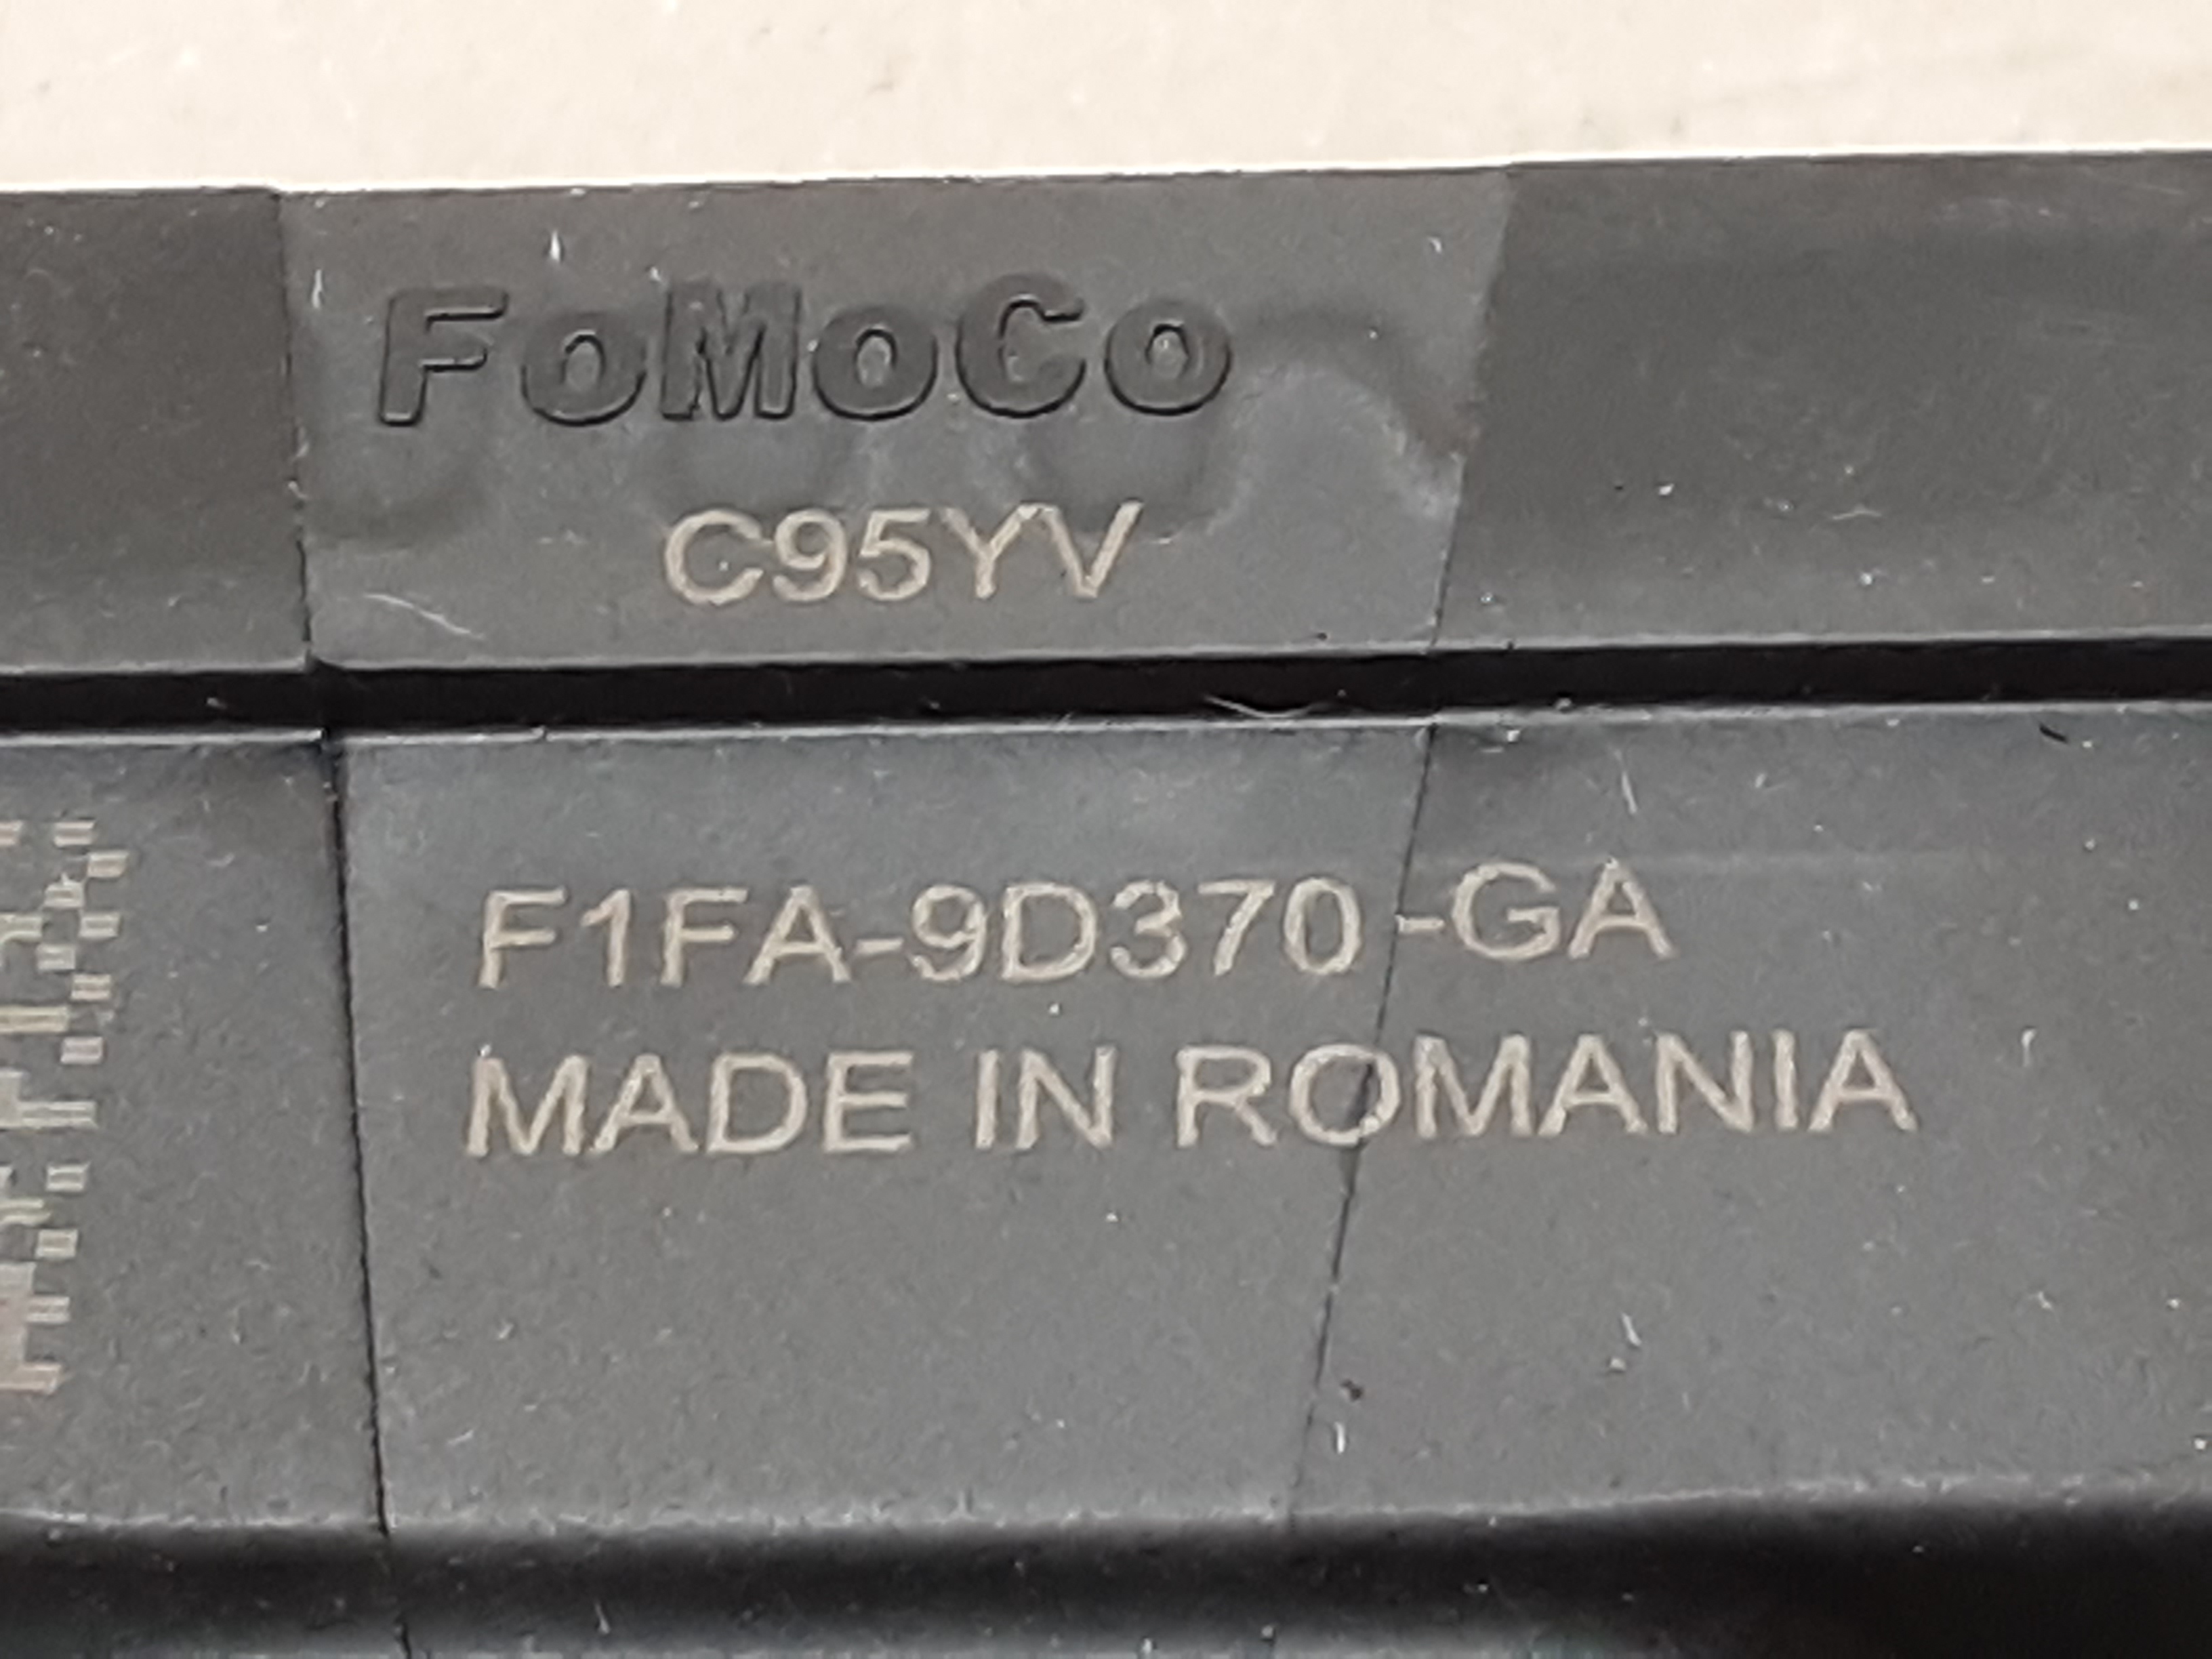 FoMoCo
C95YV
F1FA-9D370-GA
MADE IN ROMANIA